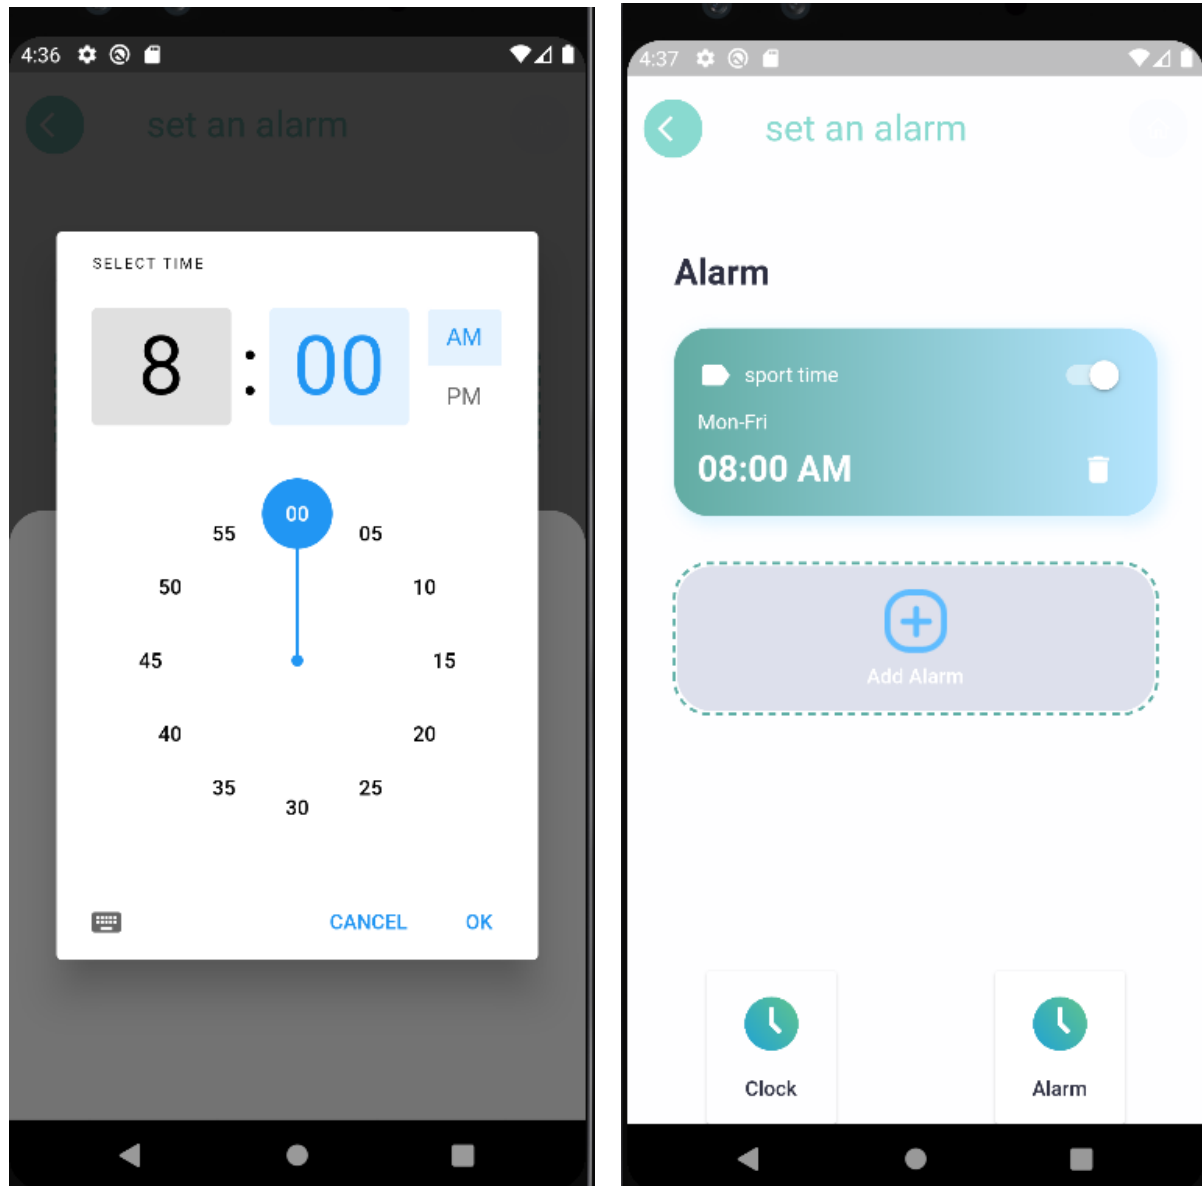 4:36
set an alarm
SELECT TIME
8 : 00
AM
PM
00
55 05
50 10
45 15
40 20
35 25
30
CANCEL OK
4:37
set an alarm
Alarm
sport time
Mon-Fri
08:00 AM
Add Alarm
Clock Alarm